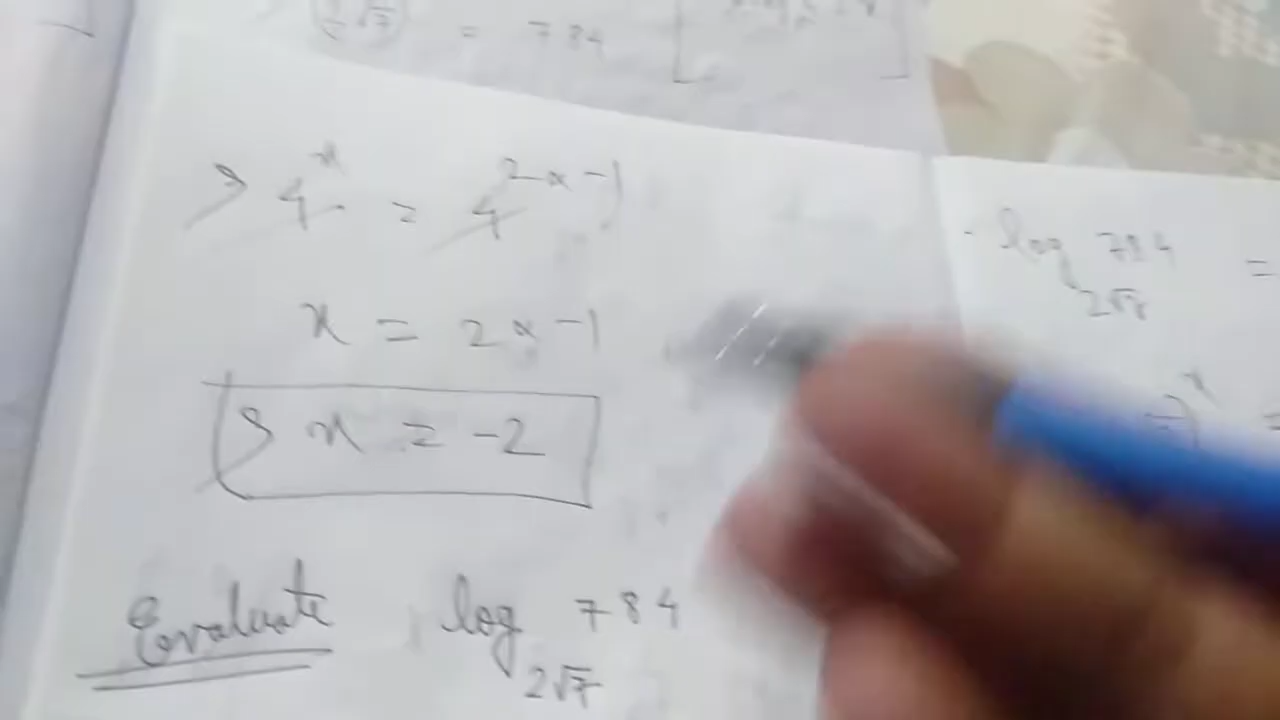 = 784
4^x = 4^{2x-1}
x = 2x-1
x = -2
Evaluate log_{2√7} 784
log_{2√7} 784 =